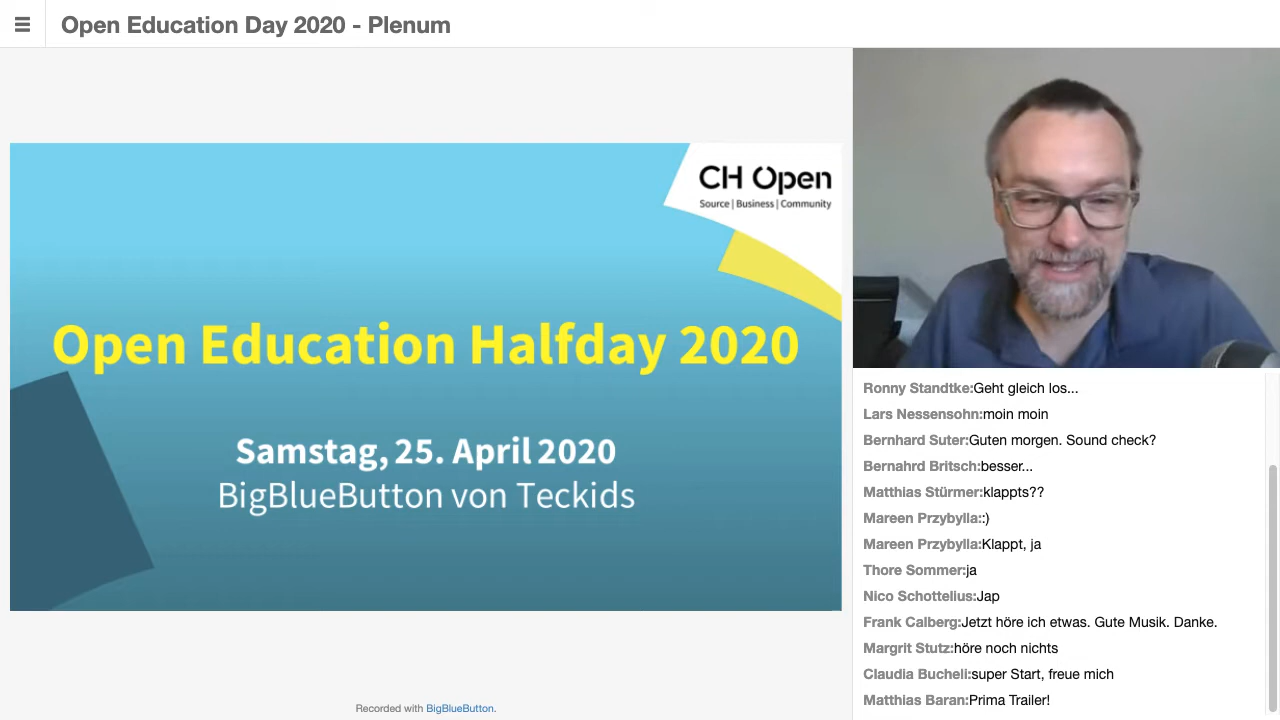 Open Education Day 2020 - Plenum
CH Open
Source | Business | Community
Open Education Halfday 2020
Samstag, 25. April 2020
BigBlueButton von Teckids
Ronny Standtke:Geht gleich los...
Lars Nessensohn:moin moin
Bernhard Suter:Guten morgen. Sound check?
Bernahrd Britsch:besser...
Matthias Stürmer:klappts??
Mareen Przybylla::)
Mareen Przybylla:Klappt, ja
Thore Sommer:ja
Nico Schottelius:Jap
Frank Calberg:Jetzt höre ich etwas. Gute Musik. Danke.
Margrit Stutz:höre noch nichts
Claudia Bucheli:super Start, freue mich
Matthias Baran:Prima Trailer!
Recorded with BigBlueButton.